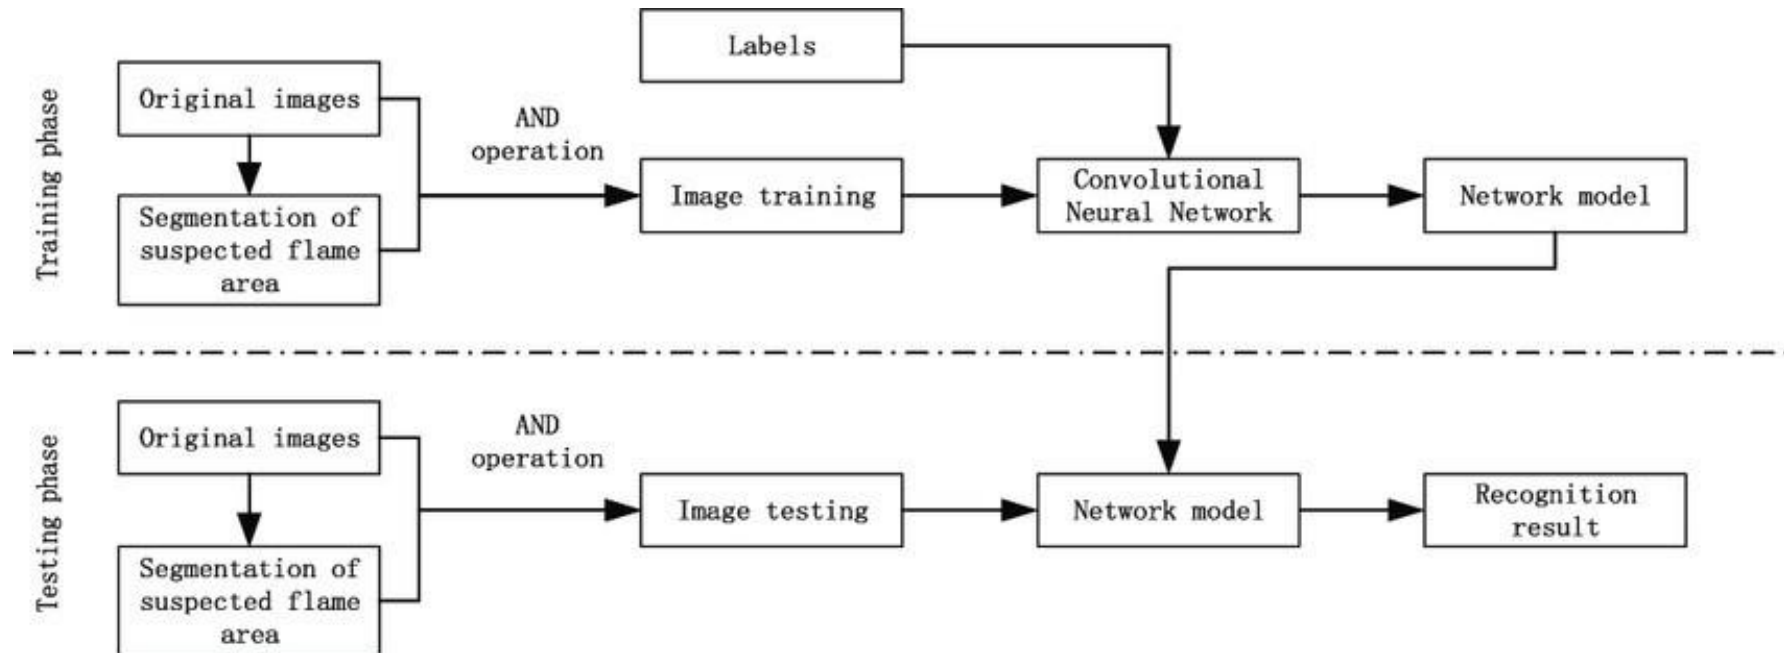 Training phase
Original images
Segmentation of
suspected flame
area
AND
operation
Labels
Image training
Convolutional
Neural Network
Network model
Testing phase
Original images
Segmentation of
suspected flame
area
AND
operation
Image testing
Network model
Recognition
result